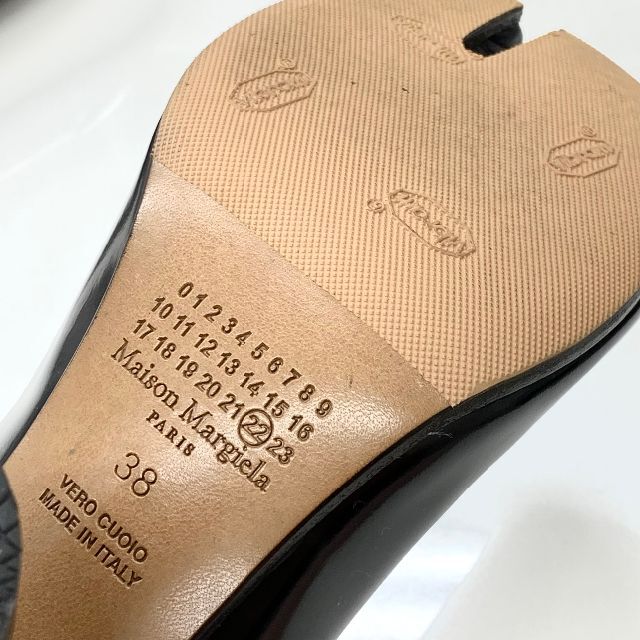 0 1 2 3 4 5 6 7 8 9
10 11 12 13 14 15 16
17 18 19 20 21 22 23
Maison Margiela
PARIS
38
VERO CUOIO
MADE IN ITALY